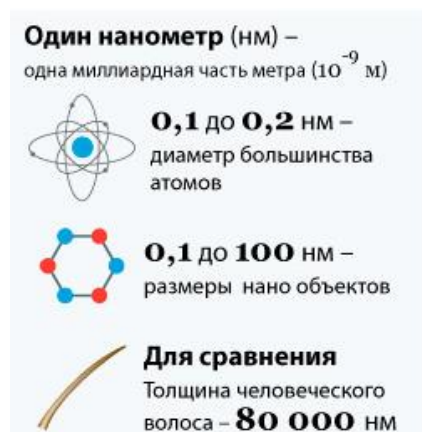 Один нанометр (нм) –
одна миллиардная часть метра (10⁻⁹ м)
0,1 до 0,2 нм –
диаметр большинства
атомов
0,1 до 100 нм –
размеры нано объектов
Для сравнения
Толщина человеческого
волоса – 80 000 нм